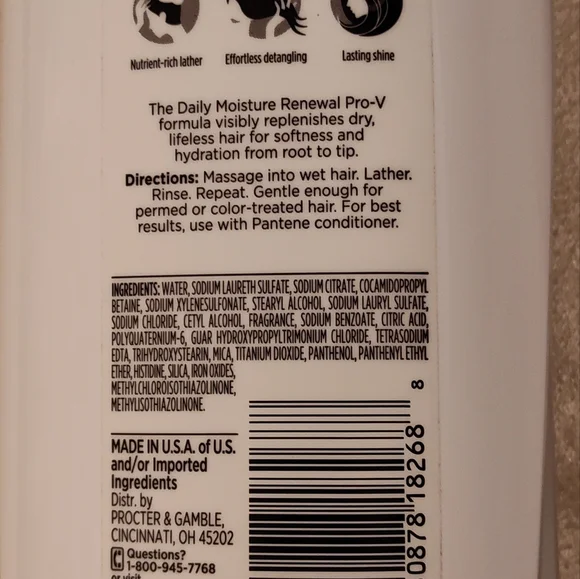 Nutrient-rich lather
Effortless detangling
Lasting shine
The Daily Moisture Renewal Pro-V
formula visibly replenishes dry,
lifeless hair for softness and
hydration from root to tip.
Directions: Massage into wet hair. Lather.
Rinse. Repeat. Gentle enough for
permed or color-treated hair. For best
results, use with Pantene conditioner.
INGREDIENTS: WATER, SODIUM LAURETH SULFATE, SODIUM CITRATE, COCAMIDOPROPYL
BETAINE, SODIUM XYLENESULFONATE, STEARYL ALCOHOL, SODIUM LAURYL SULFATE,
SODIUM CHLORIDE, CETYL ALCOHOL, FRAGRANCE, SODIUM BENZOATE, CITRIC ACID,
POLYQUATERNIUM-6, GUAR HYDROXYPROPYLTRIMONIUM CHLORIDE, TETRASODIUM
EDTA, TRIHYDROXYSTEARIN, MICA, TITANIUM DIOXIDE, PANTHENOL, PANTHENYL ETHYL
ETHER, HISTIDINE, SILICA, IRON OXIDES,
METHYLCHLOROISOTHIAZOLINONE,
METHYLISOTHIAZOLINONE.
MADE IN U.S.A. of U.S.
and/or Imported
Ingredients
Distr. by
PROCTER & GAMBLE,
CINCINNATI, OH 45202
Questions?
1-800-945-7768
or visit
0878 18268 8